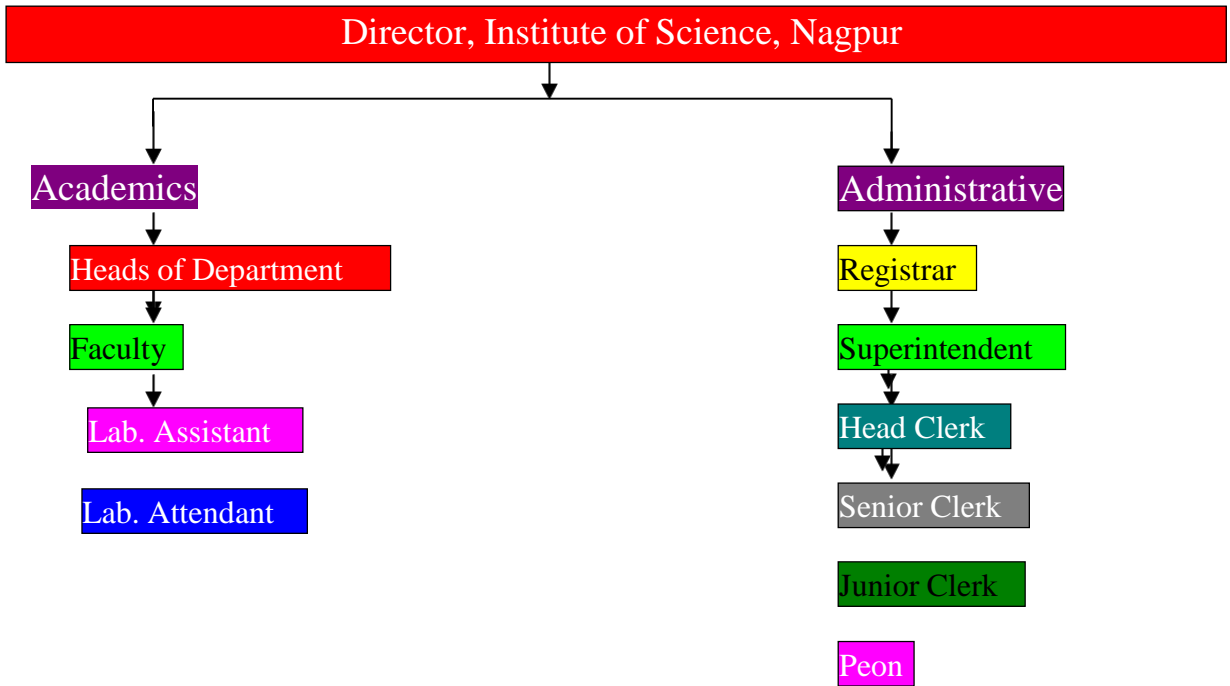 Director, Institute of Science, Nagpur
Academics
Heads of Department
Faculty
Lab. Assistant
Lab. Attendant
Administrative
Registrar
Superintendent
Head Clerk
Senior Clerk
Junior Clerk
Peon